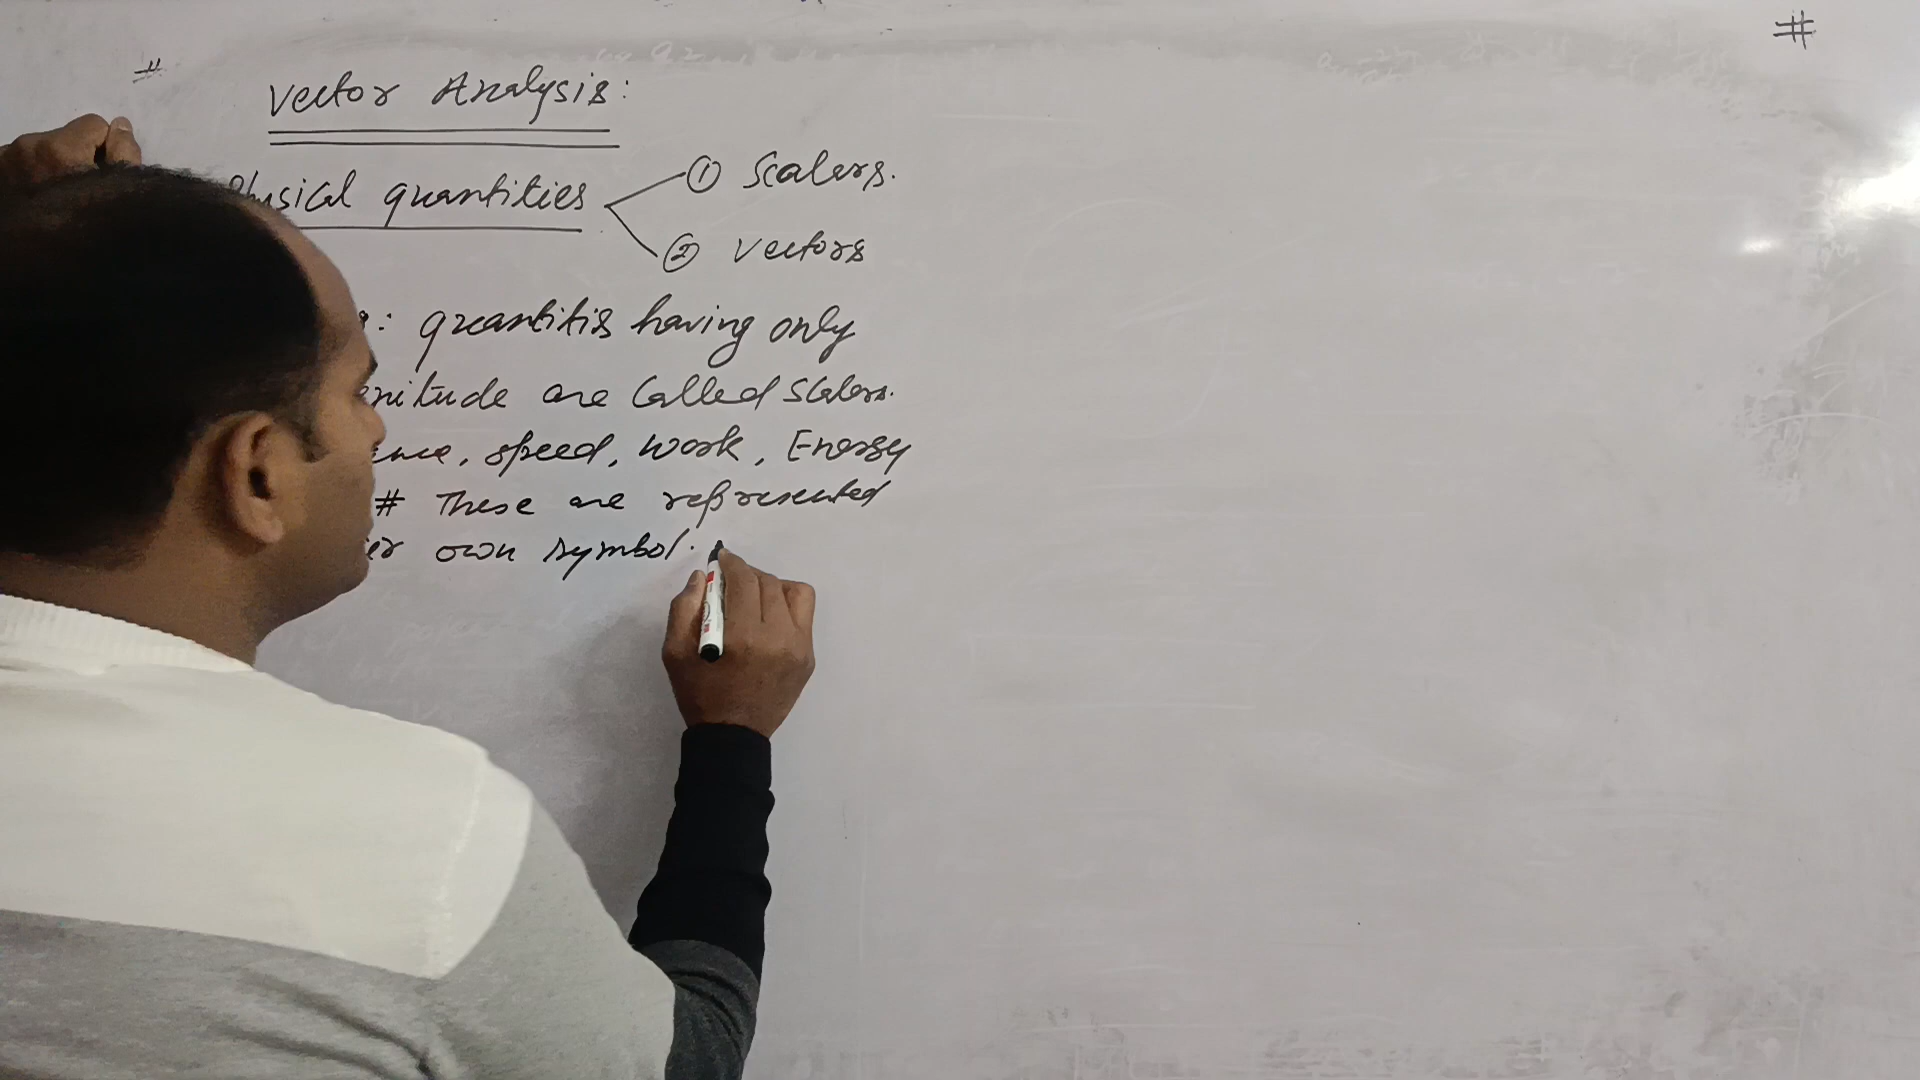 #
#
Vector Analysis:
Physical quantities
① Scalers.
② Vectors
: quantitis having only
are Called Scalers.
speed, work, Energy
# These are represented
own symbol.